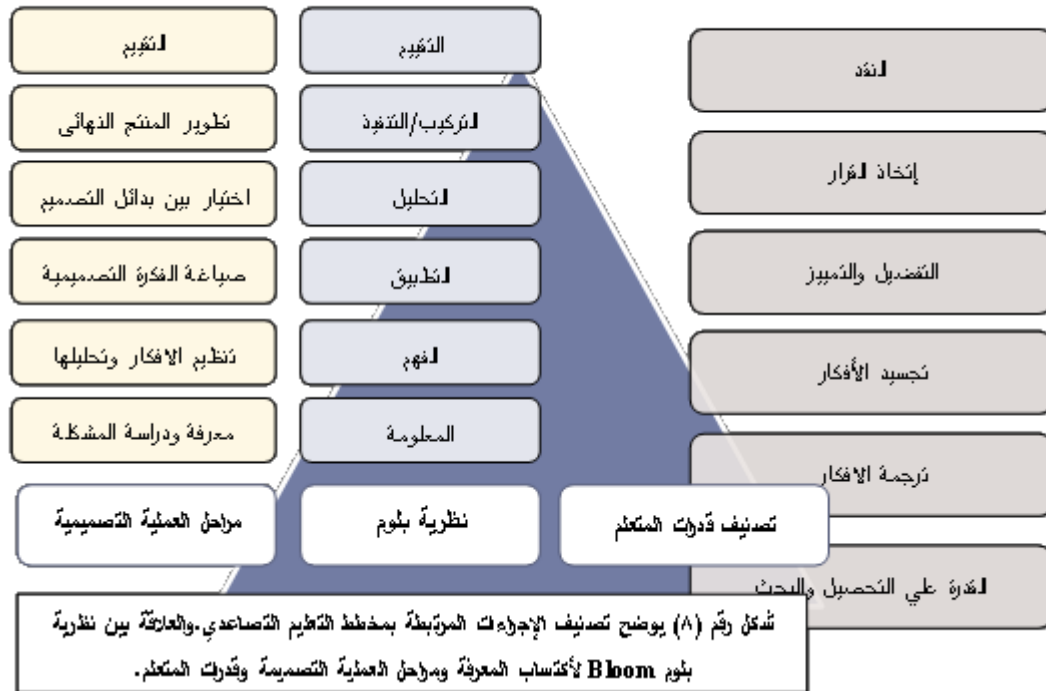 التقييم
التقييم
النقد
تطوير المنتج النهائى
التركيب/التنفيذ
إتخاذ القرار
اختيار بين بدائل التصميم
التحليل
التفضيل والتمييز
صياغة الفكرة التصميمية
التطبيق
تجسيد الأفكار
تنظيم الافكار وتحليلها
الفهم
ترجمة الافكار
معرفة ودراسة المشكلة
المعلومة
القدرة علي التحصيل والبحث
مراحل العملية التصميمية
نظرية بلوم
تصنيف قدرات المتعلم
شكل رقم (٨) يوضح تصنيف الإجراءات المرتبطة بمخطط التعليم التصاعدي.والعلاقة بين نظرية
بلوم Bloom لأكتساب المعرفة ومراحل العملية التصميمة وقدرات المتعلم.